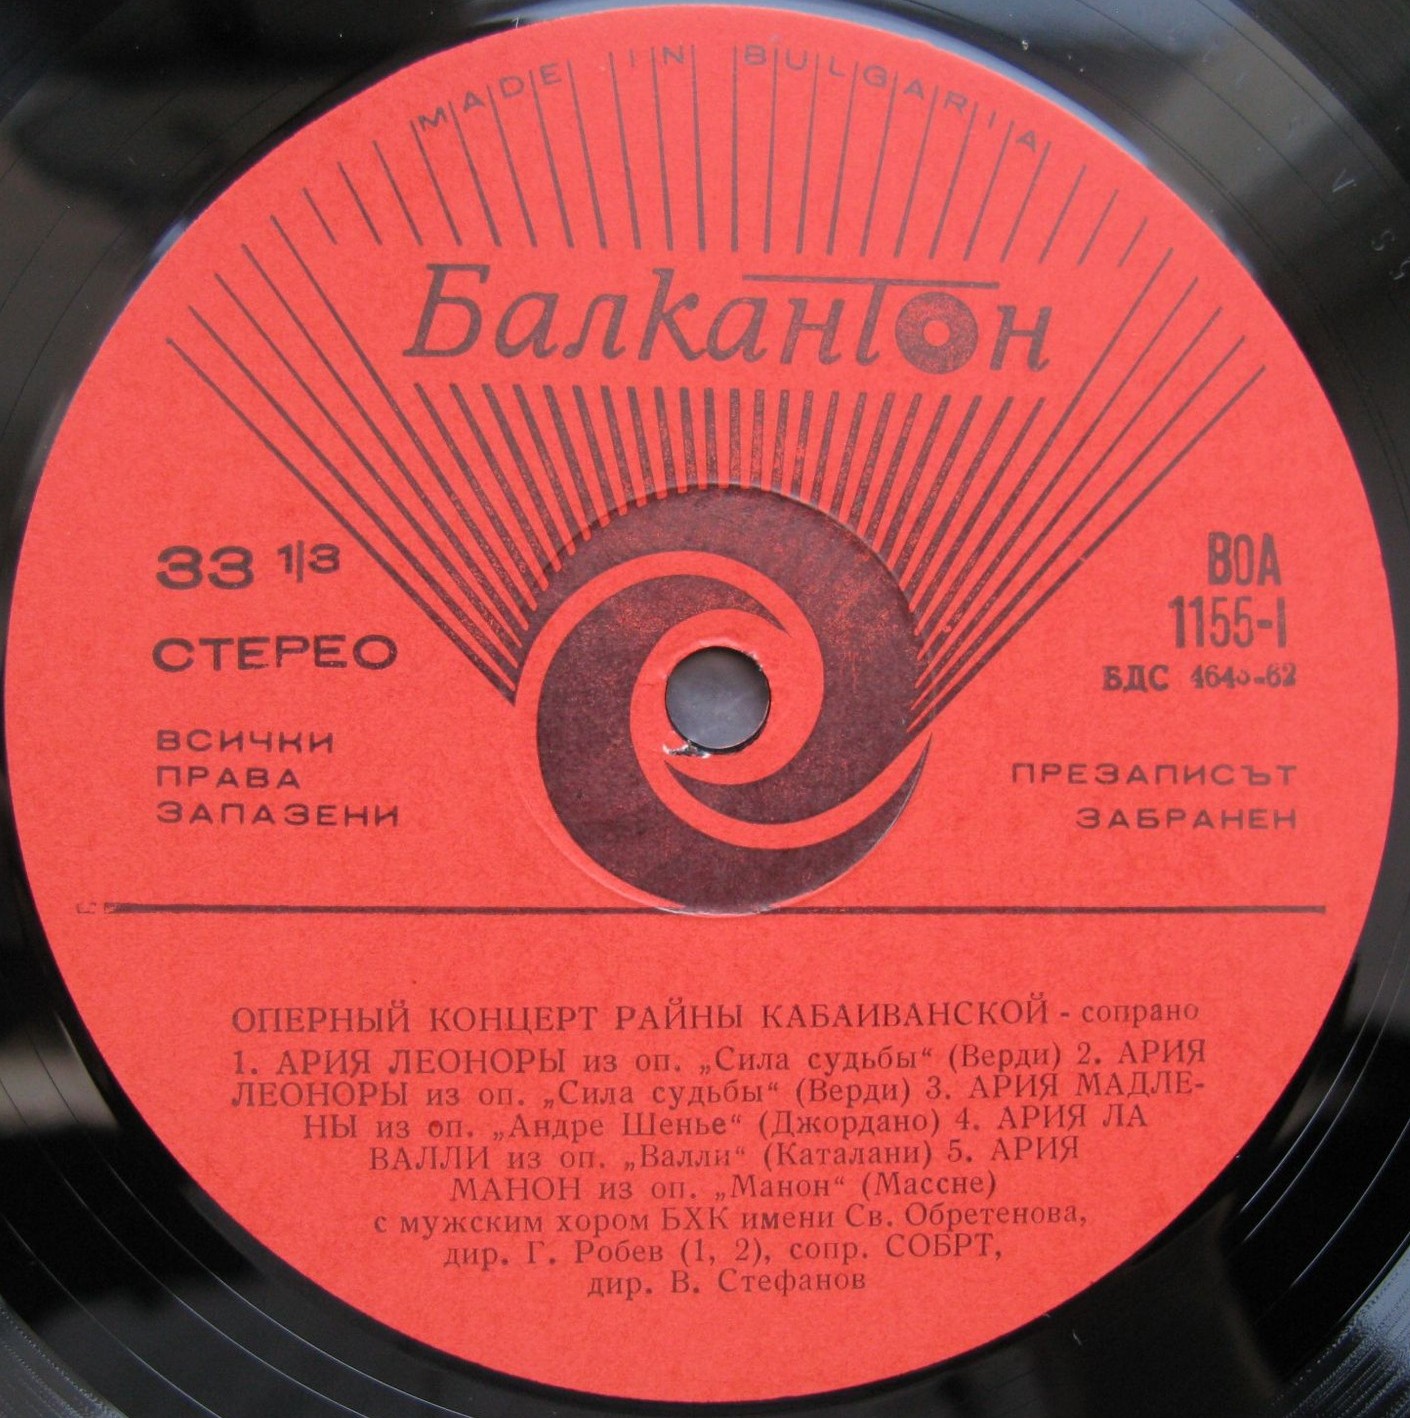 MADE IN BULGARIA
Балкантон
33 1/3
СТЕРЕО
ВСИЧКИ
ПРАВА
ЗАПАЗЕНИ
ВОА
1155-I
БДС
ПРЕЗАПИСЪТ
ЗАБРАНЕН
ОПЕРНЫЙ КОНЦЕРТ РАЙНЫ КАБАИВАНСКОЙ - сопрано
1. АРИЯ ЛЕОНОРЫ из оп. „Сила судьбы“ (Верди) 2. АРИЯ
ЛЕОНОРЫ из оп. „Сила судьбы“ (Верди) 3. АРИЯ МАДЛЕ-
НЫ из оп. „Андре Шенье“ (Джордано) 4. АРИЯ ЛА
ВАЛЛИ из оп. „Валли“ (Каталани) 5. АРИЯ
МАНОН из оп. „Манон“ (Массне)
с мужским хором БХК имени Св. Обретенова,
дир. Г. Робев (1, 2), сопр. СОБРТ,
дир. В. Стефанов